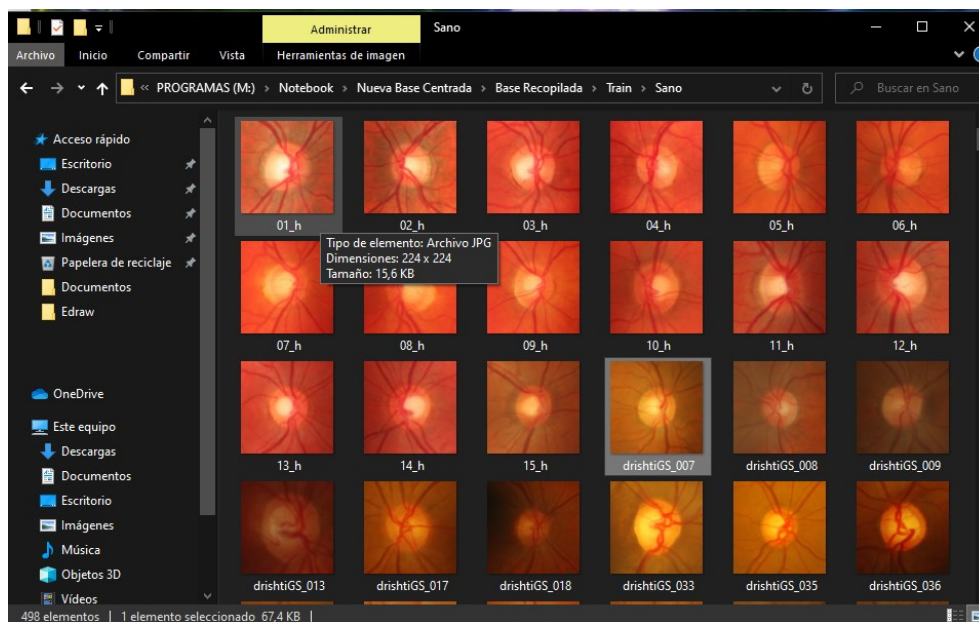 Administrar
Sano
Archivo
Inicio
Compartir
Vista
Herramientas de imagen
« PROGRAMAS (M:) > Notebook > Nueva Base Centrada > Base Recopilada > Train > Sano
Buscar en Sano
Acceso rápido
Escritorio
Descargas
Documentos
Imágenes
Papelera de reciclaje
Documentos
Edraw
OneDrive
Este equipo
Descargas
Documentos
Escritorio
Imágenes
Música
Objetos 3D
Vídeos
01_h
02_h
03_h
04_h
05_h
06_h
Tipo de elemento: Archivo JPG
Dimensiones: 224 x 224
Tamaño: 15,6 KB
07_h
08_h
09_h
10_h
11_h
12_h
13_h
14_h
15_h
drishtiGS_007
drishtiGS_008
drishtiGS_009
drishtiGS_013
drishtiGS_017
drishtiGS_018
drishtiGS_033
drishtiGS_035
drishtiGS_036
498 elementos | 1 elemento seleccionado 67,4 KB |